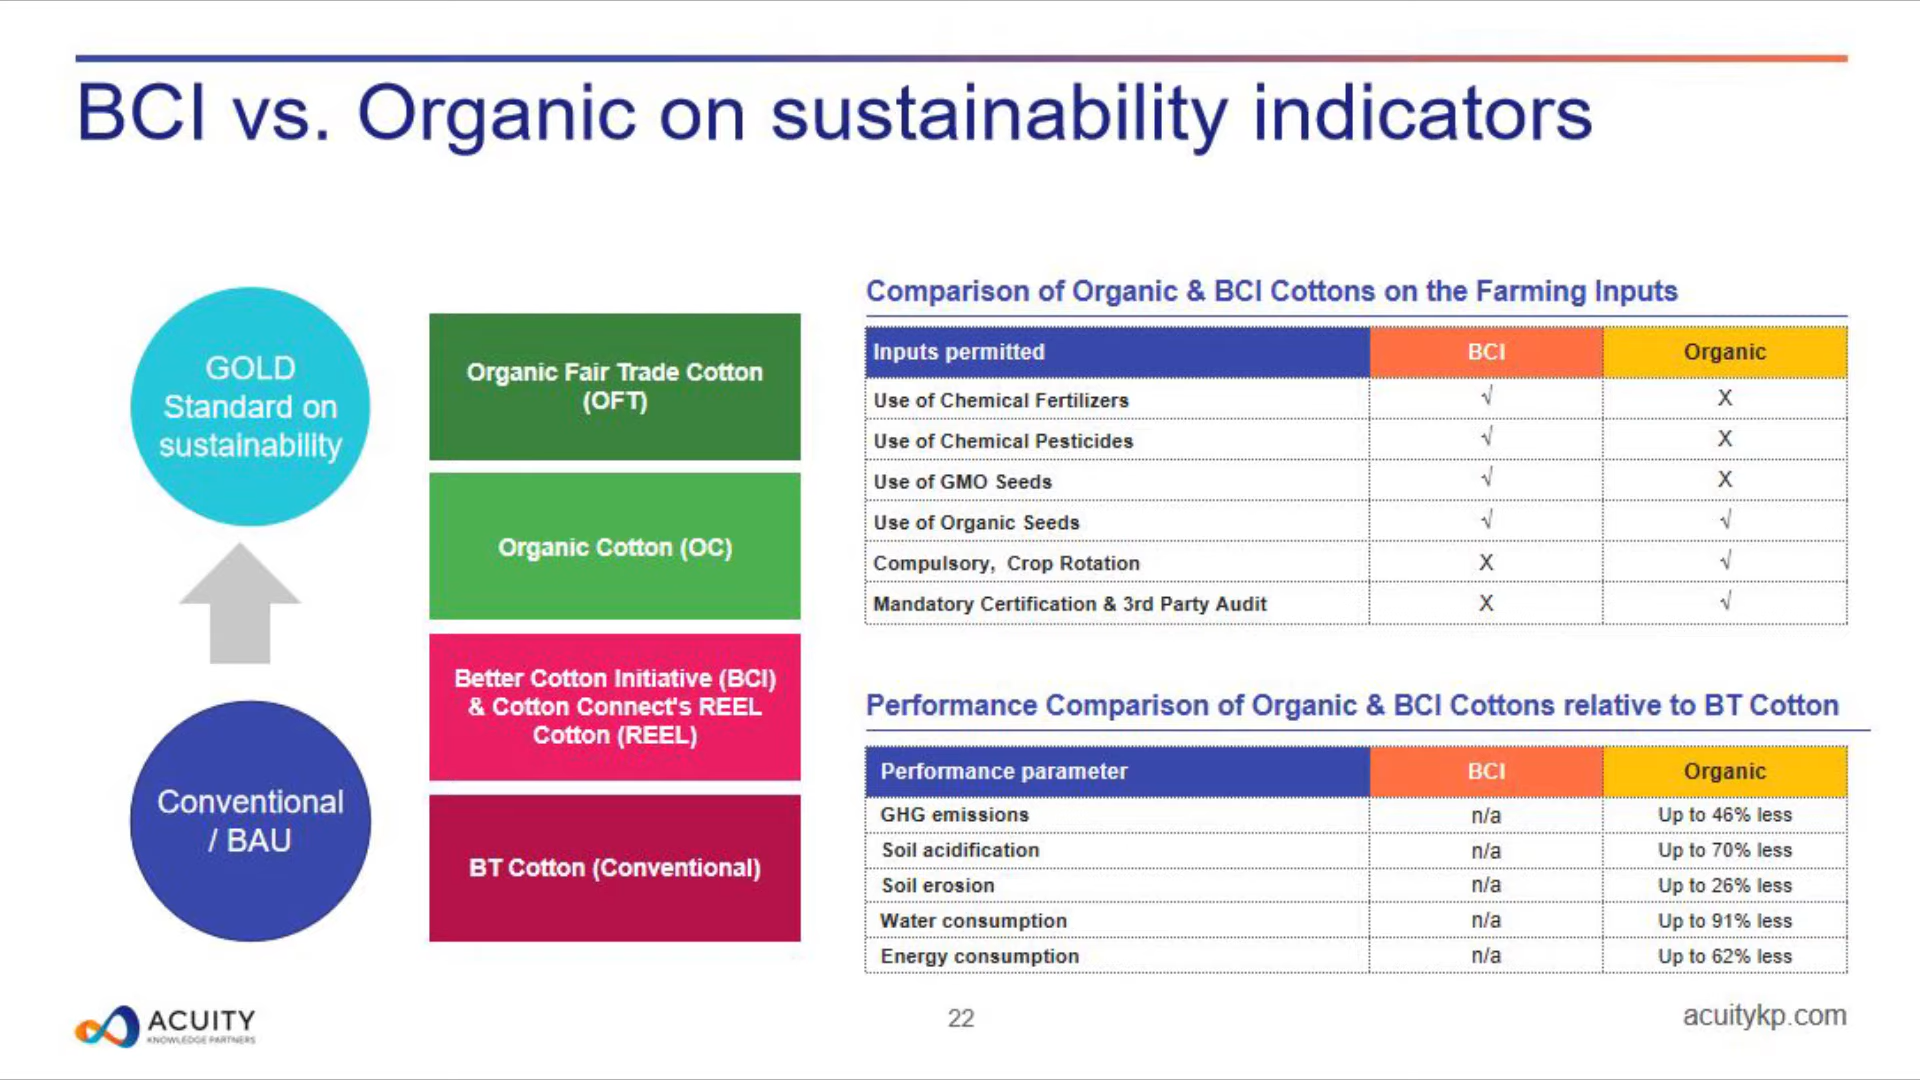 BCI vs. Organic on sustainability indicators
GOLD
Standard on
sustainability
Conventional
/ BAU
Organic Fair Trade Cotton
(OFT)
Organic Cotton (OC)
Better Cotton Initiative (BCI)
& Cotton Connect's REEL
Cotton (REEL)
BT Cotton (Conventional)
Comparison of Organic & BCI Cottons on the Farming Inputs
Inputs permitted BCI Organic
Use of Chemical Fertilizers √ X
Use of Chemical Pesticides √ X
Use of GMO Seeds √ X
Use of Organic Seeds √ √
Compulsory, Crop Rotation X √
Mandatory Certification & 3rd Party Audit X √
Performance Comparison of Organic & BCI Cottons relative to BT Cotton
Performance parameter BCI Organic
GHG emissions n/a Up to 46% less
Soil acidification n/a Up to 70% less
Soil erosion n/a Up to 26% less
Water consumption n/a Up to 91% less
Energy consumption n/a Up to 62% less
ACUITY
KNOWLEDGE PARTNERS
22
acuitykp.com